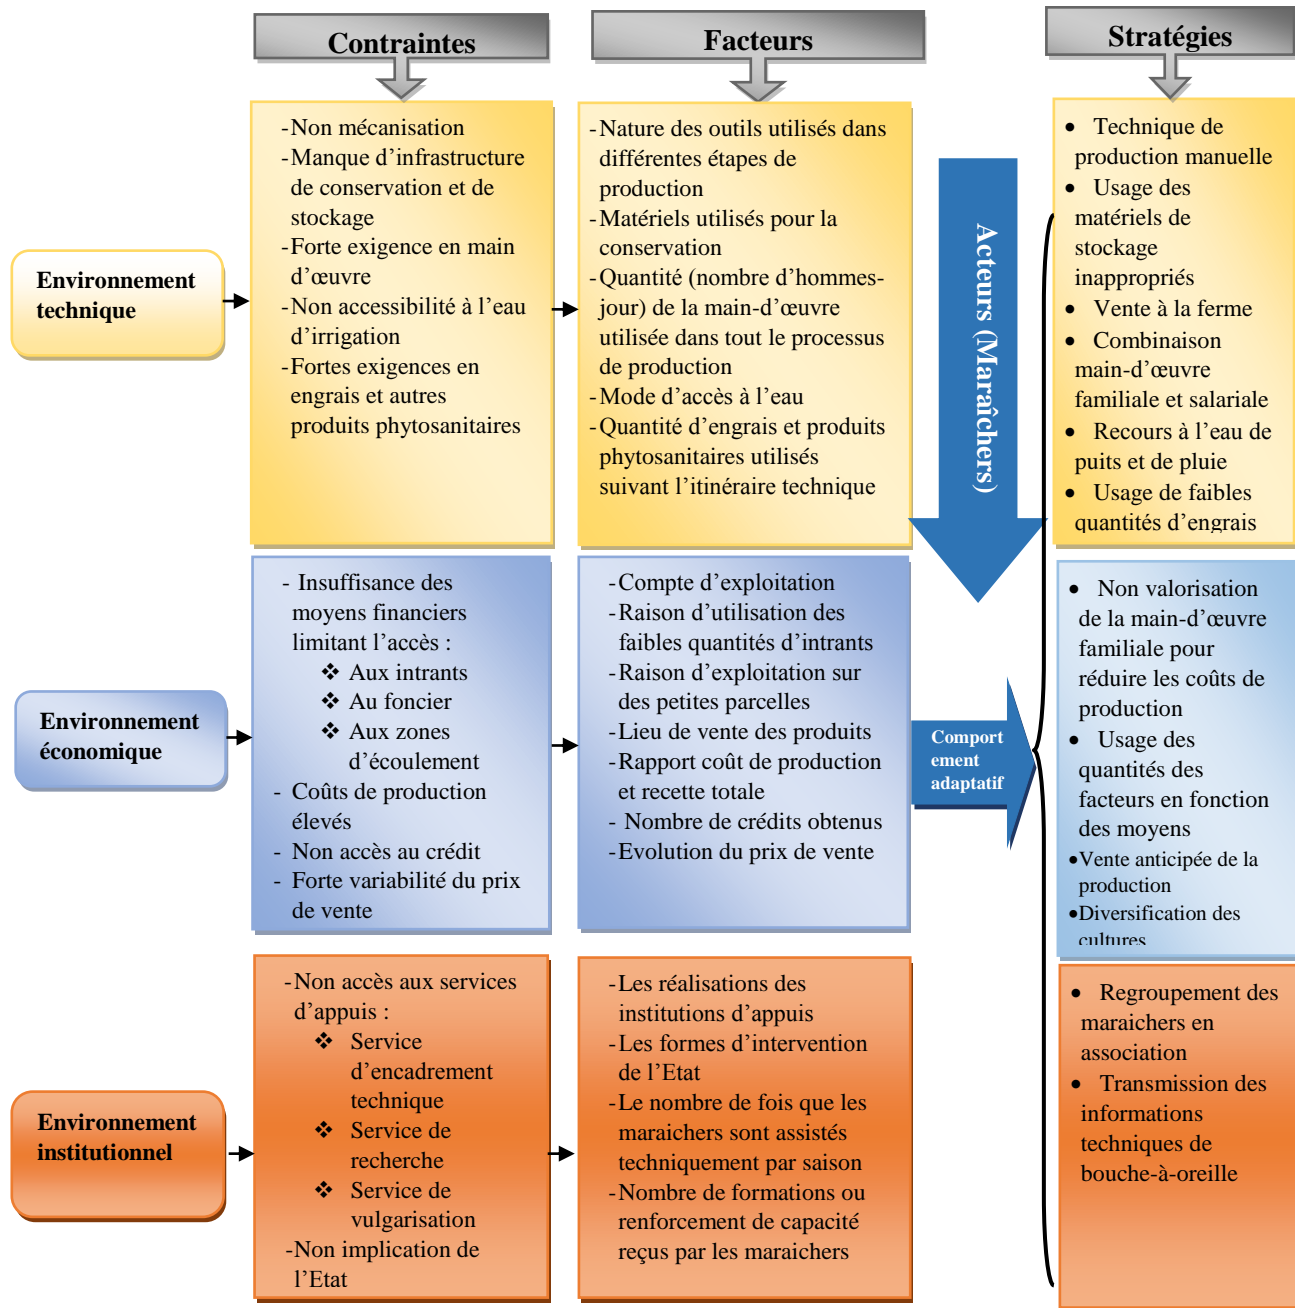 Contraintes
Facteurs
Stratégies
Environnement
technique
-Non mécanisation
-Manque d’infrastructure
de conservation et de
stockage
-Forte exigence en main
d’œuvre
-Non accessibilité à l’eau
d’irrigation
-Fortes exigences en
engrais et autres
produits phytosanitaires
-Nature des outils utilisés dans
différentes étapes de
production
-Matériels utilisés pour la
conservation
-Quantité (nombre d’hommes-
jour) de la main-d’œuvre
utilisée dans tout le processus
de production
-Mode d’accès à l’eau
-Quantité d’engrais et produits
phytosanitaires utilisés
suivant l’itinéraire technique
Acteurs (Maraîchers)
• Technique de
production manuelle
• Usage des
matériels de
stockage
inappropriés
• Vente à la ferme
• Combinaison
main-d’œuvre
familiale et salariale
• Recours à l’eau de
puits et de pluie
• Usage de faibles
quantités d’engrais
Environnement
économique
- Insuffisance des
moyens financiers
limitant l’accès :
❖ Aux intrants
❖ Au foncier
❖ Aux zones
d’écoulement
- Coûts de production
élevés
- Non accès au crédit
- Forte variabilité du prix
de vente
-Compte d’exploitation
-Raison d’utilisation des
faibles quantités d’intrants
-Raison d’exploitation sur
des petites parcelles
-Lieu de vente des produits
-Rapport coût de production
et recette totale
- Nombre de crédits obtenus
-Evolution du prix de vente
Comport
ement
adaptatif
• Non valorisation
de la main-d’œuvre
familiale pour
réduire les coûts de
production
• Usage des
quantités des
facteurs en fonction
des moyens
•Vente anticipée de la
production
•Diversification des
cultures
Environnement
institutionnel
-Non accès aux services
d’appuis :
❖ Service
d’encadrement
technique
❖ Service de
recherche
❖ Service de
vulgarisation
-Non implication de
l’Etat
-Les réalisations des
institutions d’appuis
-Les formes d’intervention
de l’Etat
-Le nombre de fois que les
maraichers sont assistés
techniquement par saison
-Nombre de formations ou
renforcement de capacité
reçus par les maraichers
• Regroupement des
maraichers en
association
• Transmission des
informations
techniques de
bouche-à-oreille